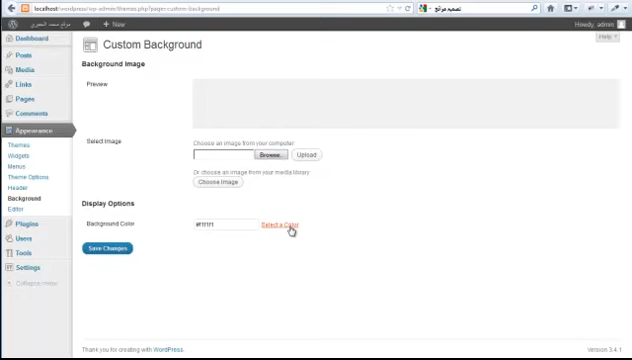 localhost/wordpress/wp-admin/themes.php?page=custom-background
تصميم مواقع
+ New
Howdy, admin
Help
Dashboard
Posts
Media
Links
Pages
Comments
Appearance
Themes
Widgets
Menus
Theme Options
Header
Background
Editor
Plugins
Users
Tools
Settings
Collapse menu
Custom Background
Background Image
Preview
Select Image
Choose an image from your computer:
Browse...
Upload
Or choose an image from your media library:
Choose Image
Display Options
Background Color
#f1f1f1
Select a Color
Save Changes
Thank you for creating with WordPress.
Version 3.4.1